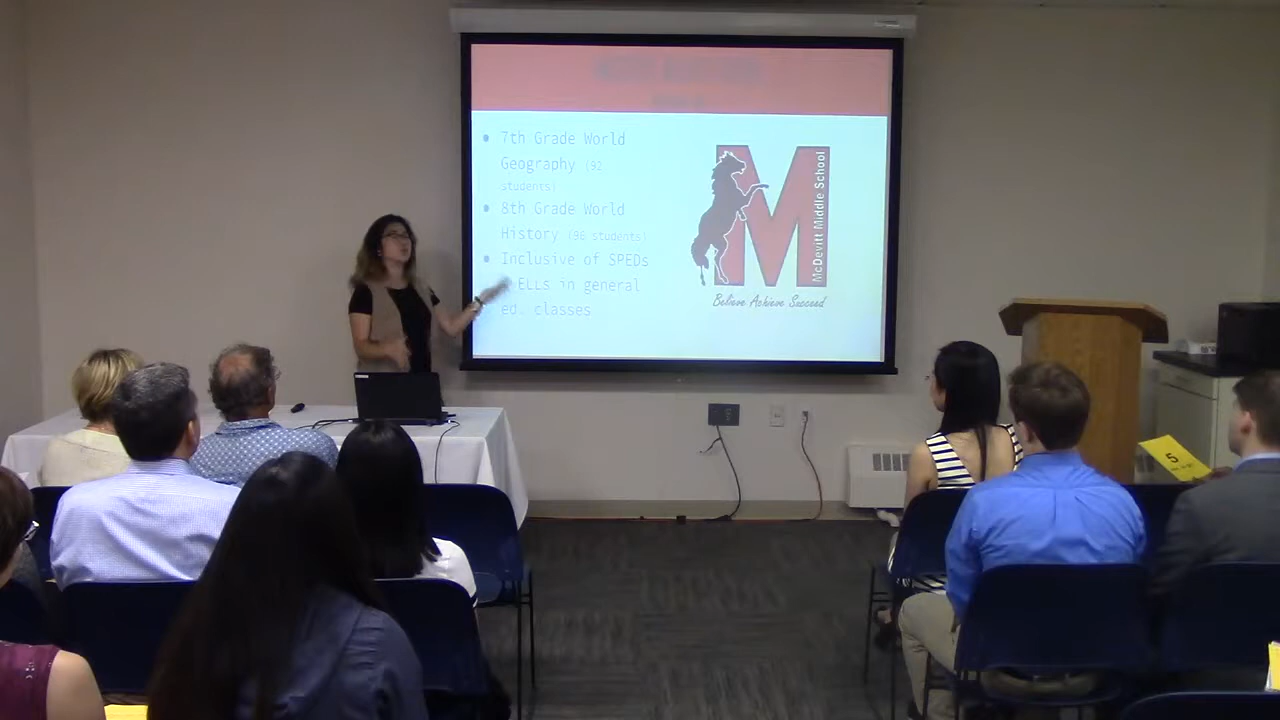 • 7th Grade World
Geography (92
students)
• 8th Grade World
History (96 students)
• Inclusive of SPEDs
ELLs in general
ed. classes
M
McDevitt Middle School
Believe Achieve Succeed
5